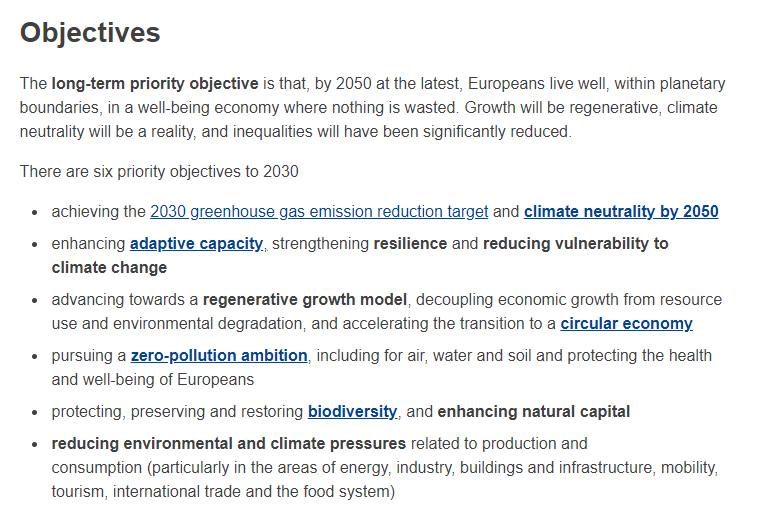 Objectives
The long-term priority objective is that, by 2050 at the latest, Europeans live well, within planetary
boundaries, in a well-being economy where nothing is wasted. Growth will be regenerative, climate
neutrality will be a reality, and inequalities will have been significantly reduced.
There are six priority objectives to 2030
• achieving the 2030 greenhouse gas emission reduction target and climate neutrality by 2050
• enhancing adaptive capacity, strengthening resilience and reducing vulnerability to
climate change
• advancing towards a regenerative growth model, decoupling economic growth from resource
use and environmental degradation, and accelerating the transition to a circular economy
• pursuing a zero-pollution ambition, including for air, water and soil and protecting the health
and well-being of Europeans
• protecting, preserving and restoring biodiversity, and enhancing natural capital
• reducing environmental and climate pressures related to production and
consumption (particularly in the areas of energy, industry, buildings and infrastructure, mobility,
tourism, international trade and the food system)